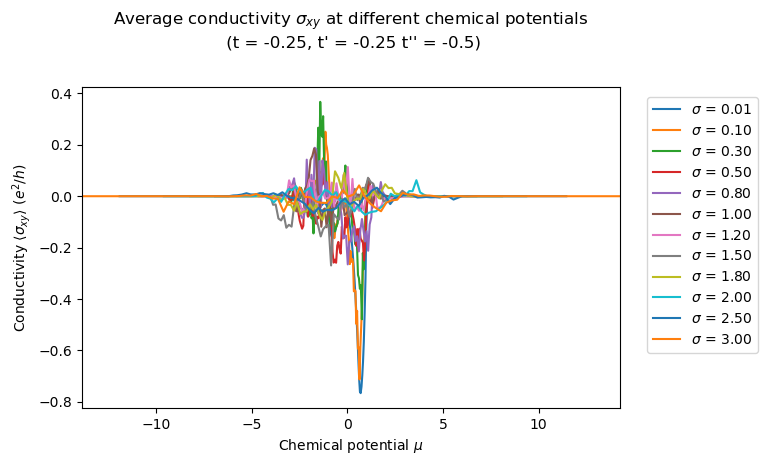 Average conductivity σxy at different chemical potentials
(t = -0.25, t' = -0.25 t'' = -0.5)
Conductivity ⟨σxy⟩ (e²/h)
0.4
0.2
0.0
−0.2
−0.4
−0.6
−0.8
−10
−5
0
5
10
Chemical potential μ
σ = 0.01
σ = 0.10
σ = 0.30
σ = 0.50
σ = 0.80
σ = 1.00
σ = 1.20
σ = 1.50
σ = 1.80
σ = 2.00
σ = 2.50
σ = 3.00